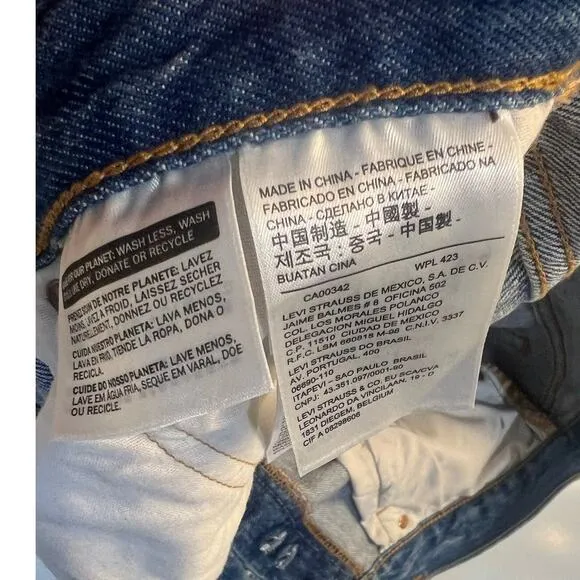 OUR PLANET: WASH LESS, WASH
LINE DRY, DONATE OR RECYCLE
SOIN DE NOTRE PLANETE: LAVEZ
MOINS, LAVEZ A FROID, LAISSEZ SECHER
NATURELLEMENT, DONNEZ OU RECYCLEZ
CUIDA NUESTRO PLANETA: LAVA MENOS,
LAVA EN FRIO, TIENDE LA ROPA, DONA O
RECICLA.
CUIDE DO NOSSO PLANETA: LAVE MENOS,
LAVE EM ÁGUA FRIA, SEQUE EM VARAL, DOE
OU RECICLE.
MADE IN CHINA - FABRIQUE EN CHINE -
FABRICADO EN CHINA - FABRICADO NA
CHINA - СДЕЛАНО В КИТАЕ -
中国制造 - 中國製 -
제조국: 중국 - 中国製 -
BUATAN CINA
CA00342 WPL 423
LEVI STRAUSS DE MEXICO, S.A. DE C.V.
JAIME BALMES # 8 OFICINA 602
COL. LOS MORALES POLANCO
DELEGACION MIGUEL HIDALGO
C.P. 11510 CIUDAD DE MEXICO
R.F.C. LSM 660818 M-98 C.N.I.V. 3337
LEVI STRAUSS DO BRASIL
AV. PORTUGAL, 400
06690-110
ITAPEVI - SAO PAULO - BRASIL
CNPJ: 43.351.097/0001-90
LEVI STRAUSS & CO. EU SCA/GVA
LEONARDO DA VINCILAAN, 19 - D
1831 DIEGEM, BELGIUM
CIF A 08298606